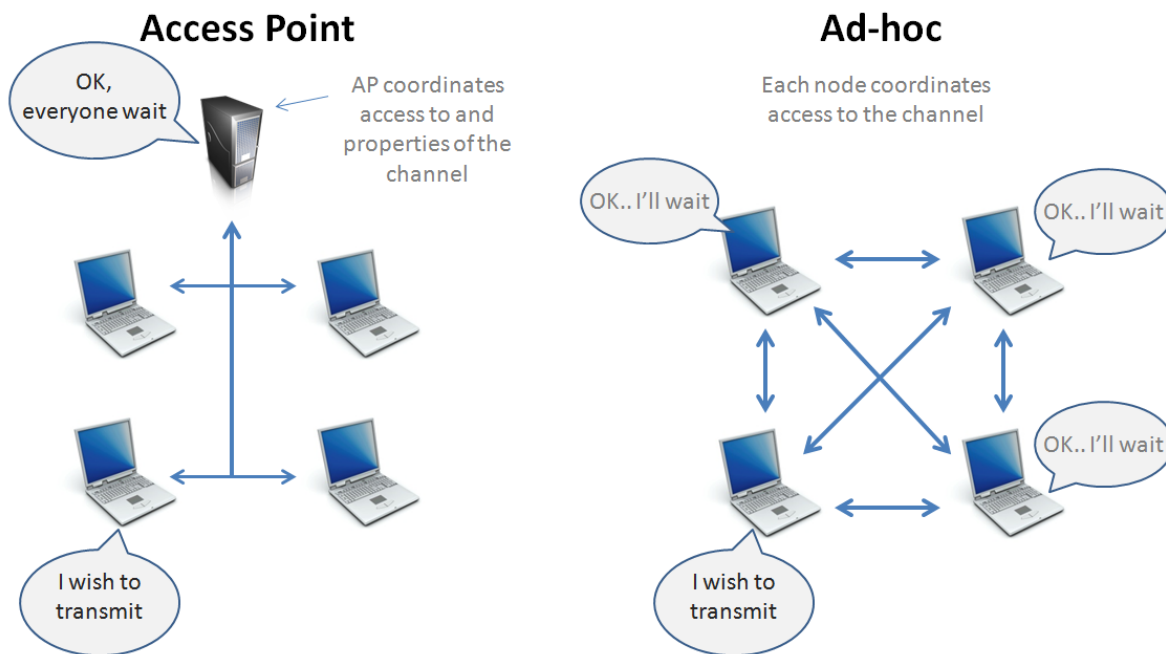 Access Point
OK,
everyone wait
AP coordinates
access to and
properties of the
channel
I wish to
transmit
Ad-hoc
Each node coordinates
access to the channel
OK.. I'll wait
OK.. I'll wait
OK.. I'll wait
I wish to
transmit